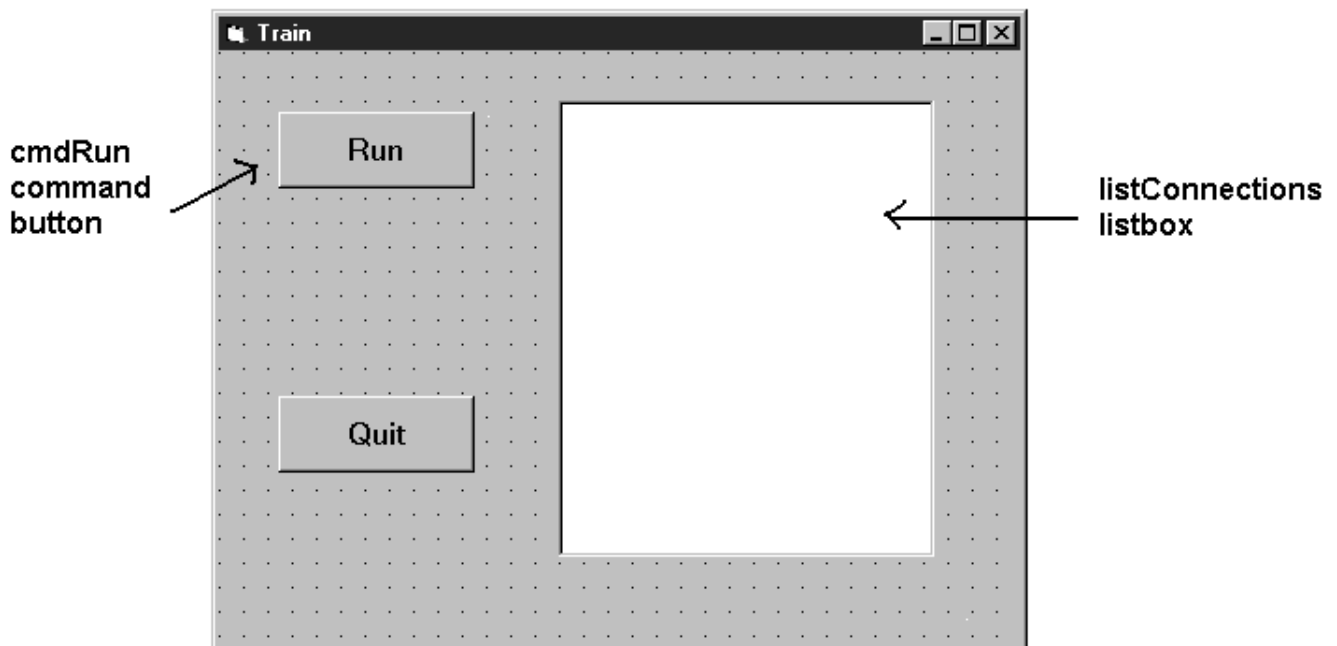 Train
Run
cmdRun
command
button
listConnections
listbox
Quit